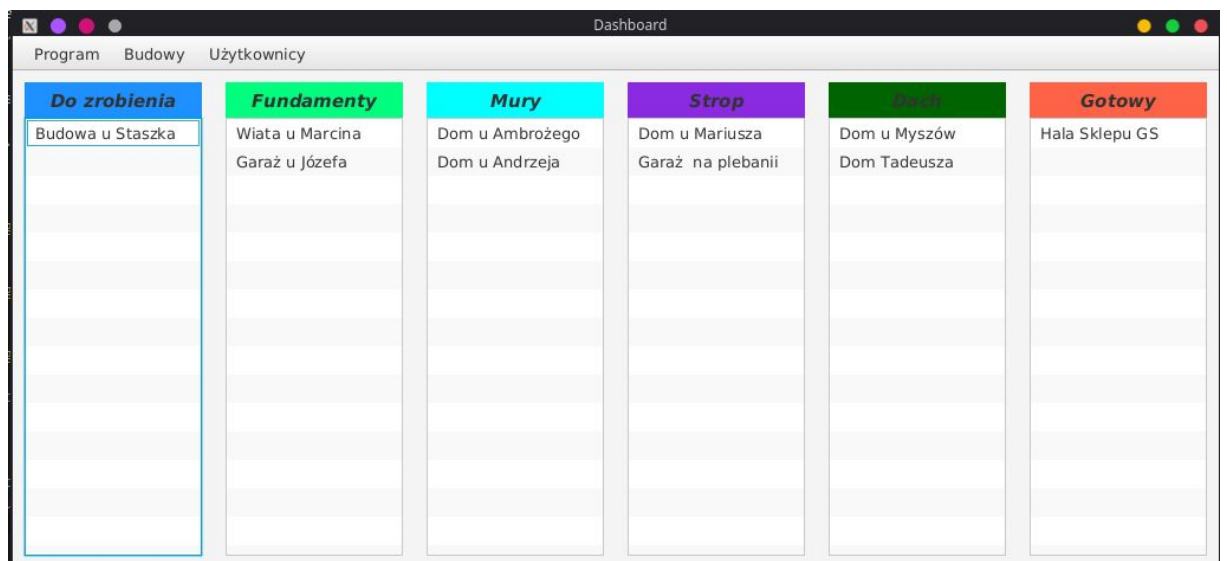 Dashboard
Program Budowy Użytkownicy
Do zrobienia Fundamenty Mury Strop Dach Gotowy
Budowa u Staszka Wiata u Marcina Dom u Ambrożego Dom u Mariusza Dom u Myszów Hala Sklepu GS
Garaż u Józefa Dom u Andrzeja Garaż  na plebanii Dom Tadeusza